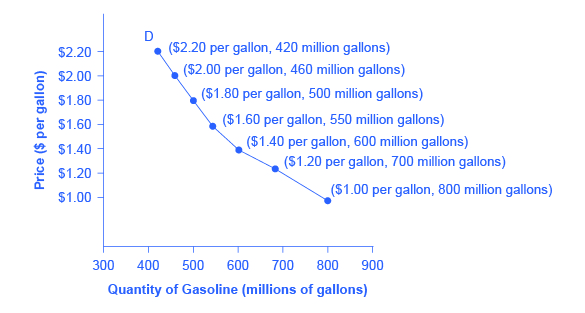 D
($2.20 per gallon, 420 million gallons)
$2.20
($2.00 per gallon, 460 million gallons)
$2.00
($1.80 per gallon, 500 million gallons)
$1.80
($1.60 per gallon, 550 million gallons)
$1.60
($1.40 per gallon, 600 million gallons)
$1.40
($1.20 per gallon, 700 million gallons)
$1.20
($1.00 per gallon, 800 million gallons)
$1.00
Price ($ per gallon)
300 400 500 600 700 800 900
Quantity of Gasoline (millions of gallons)